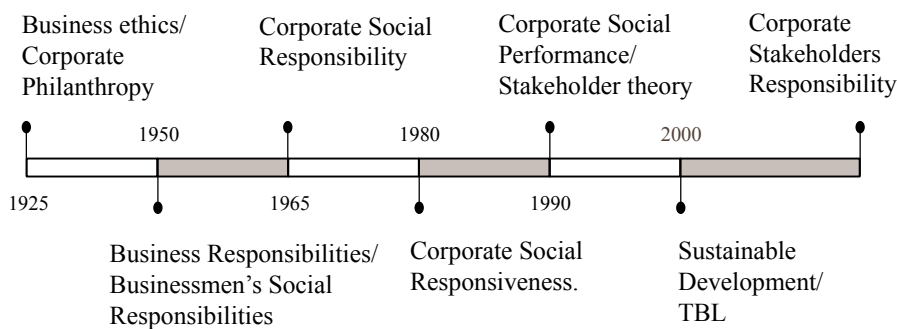 Business ethics/
Corporate
Philanthropy
Corporate Social
Responsibility
Corporate Social
Performance/
Stakeholder theory
Corporate
Stakeholders
Responsibility
1950
1980
2000
1925
1965
1990
Business Responsibilities/
Businessmen’s Social
Responsibilities
Corporate Social
Responsiveness.
Sustainable
Development/
TBL